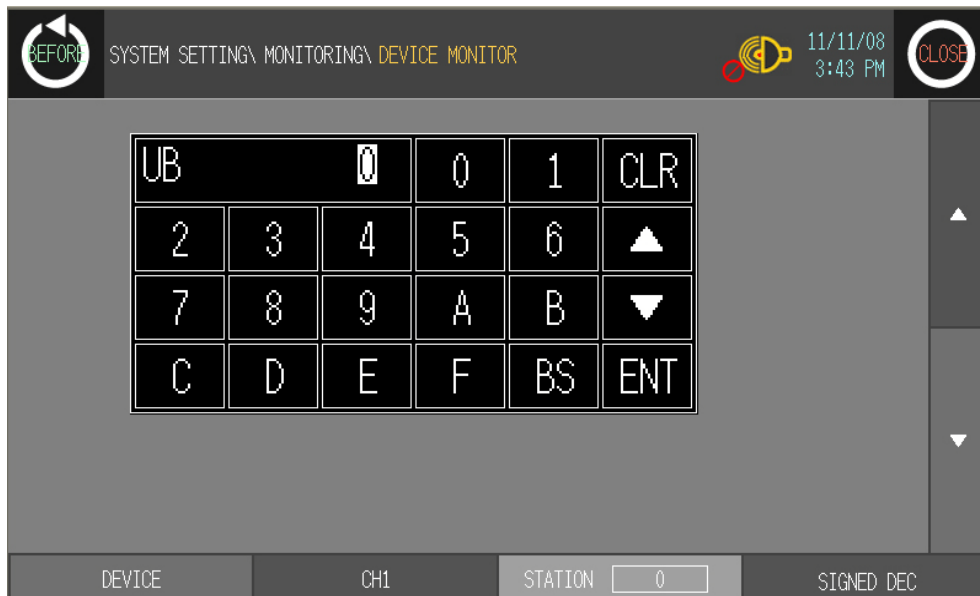 BEFORE
SYSTEM SETTING\ MONITORING\ DEVICE MONITOR
11/11/08
3:43 PM
CLOSE
UB 0 0 1 CLR
2 3 4 5 6
7 8 9 A B
C D E F BS ENT
DEVICE CH1 STATION 0 SIGNED DEC